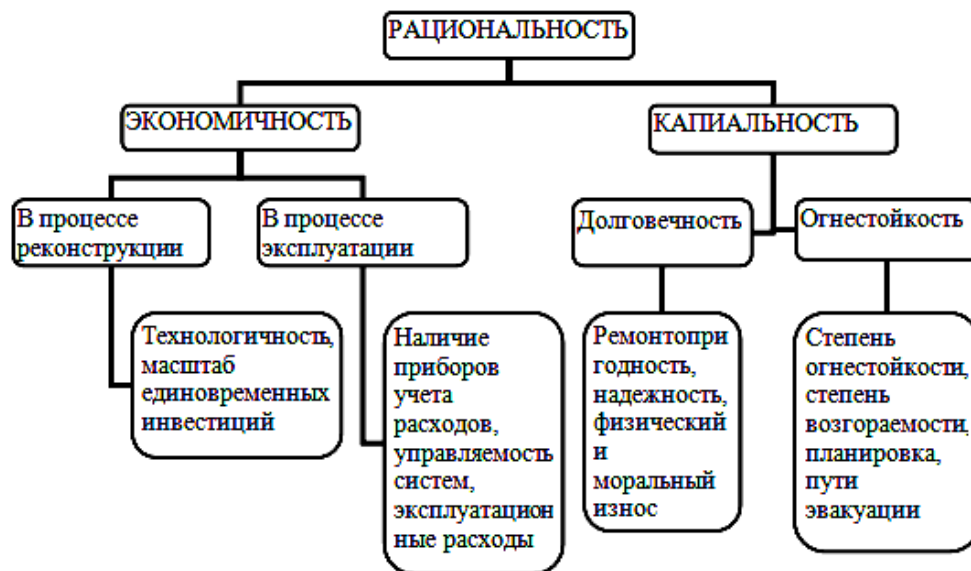 РАЦИОНАЛЬНОСТЬ
ЭКОНОМИЧНОСТЬ
КАПИАЛЬНОСТЬ
В процессе
реконструкции
В процессе
эксплуатации
Долговечность
Огнестойкость
Технологичность,
масштаб
единовременных
инвестиций
Наличие
приборов
учета
расходов,
управляемость
систем,
эксплуатацион
ные расходы
Ремонтопри
годность,
надежность,
физический
и
моральный
износ
Степень
огнестойкости,
степень
возгораемости,
планировка,
пути
эвакуации